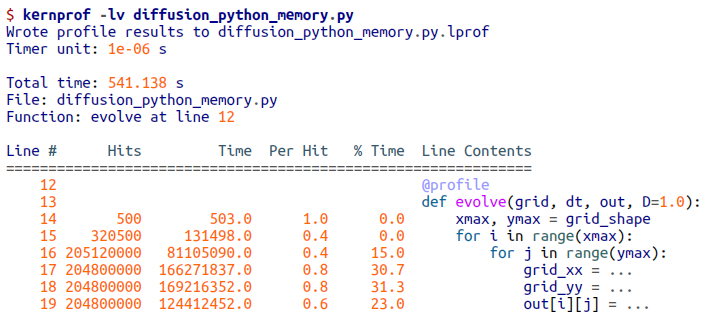 $ kernprof -lv diffusion_python_memory.py
Wrote profile results to diffusion_python_memory.py.lprof
Timer unit: 1e-06 s

Total time: 541.138 s
File: diffusion_python_memory.py
Function: evolve at line 12

Line #      Hits         Time  Per Hit   % Time  Line Contents
==============================================================
    12                                           @profile
    13                                           def evolve(grid, dt, out, D=1.0):
    14       500        503.0      1.0      0.0      xmax, ymax = grid_shape
    15    320500     131498.0      0.4      0.0      for i in range(xmax):
    16 205120000   81105090.0      0.4     15.0          for j in range(ymax):
    17 204800000  166271837.0      0.8     30.7              grid_xx = ...
    18 204800000  169216352.0      0.8     31.3              grid_yy = ...
    19 204800000  124412452.0      0.6     23.0              out[i][j] = ...